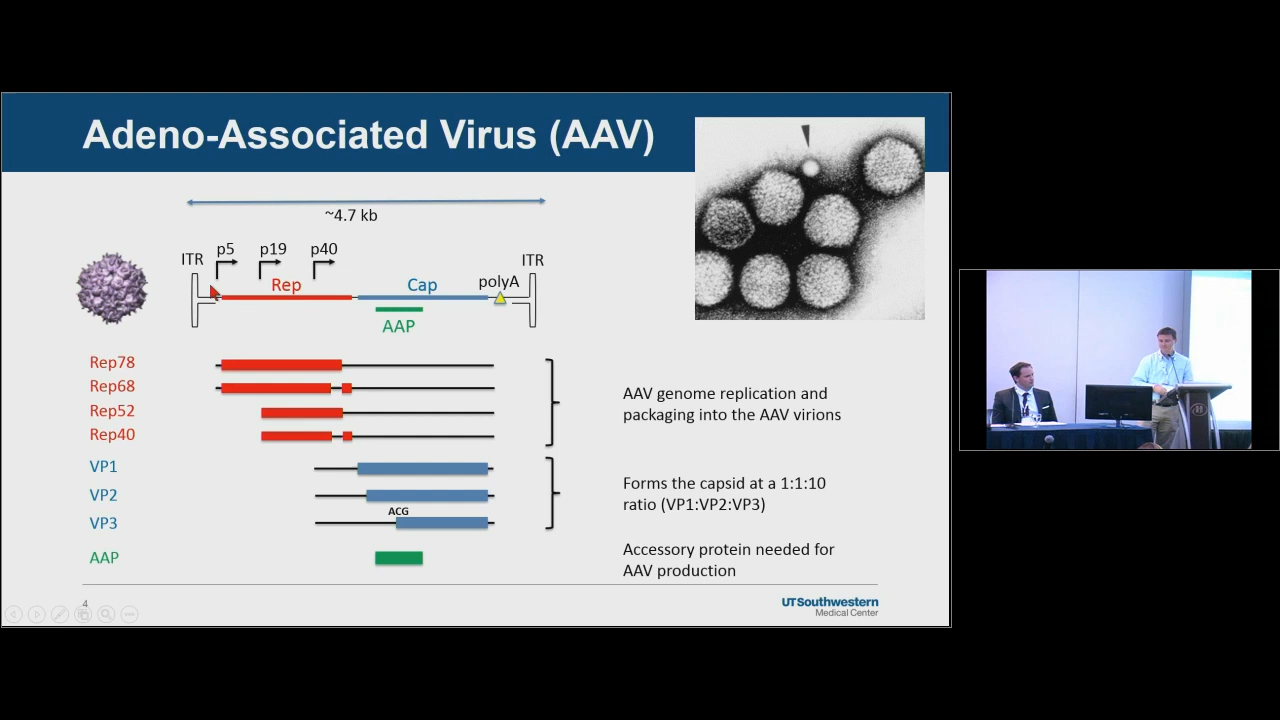 Adeno-Associated Virus (AAV)
~4.7 kb
ITR
p5
p19
p40
ITR
Rep
Cap
polyA
AAP
Rep78
Rep68
Rep52
Rep40
AAV genome replication and
packaging into the AAV virions
VP1
VP2
ACG
VP3
Forms the capsid at a 1:1:10
ratio (VP1:VP2:VP3)
AAP
Accessory protein needed for
AAV production
4
UTSouthwestern
Medical Center